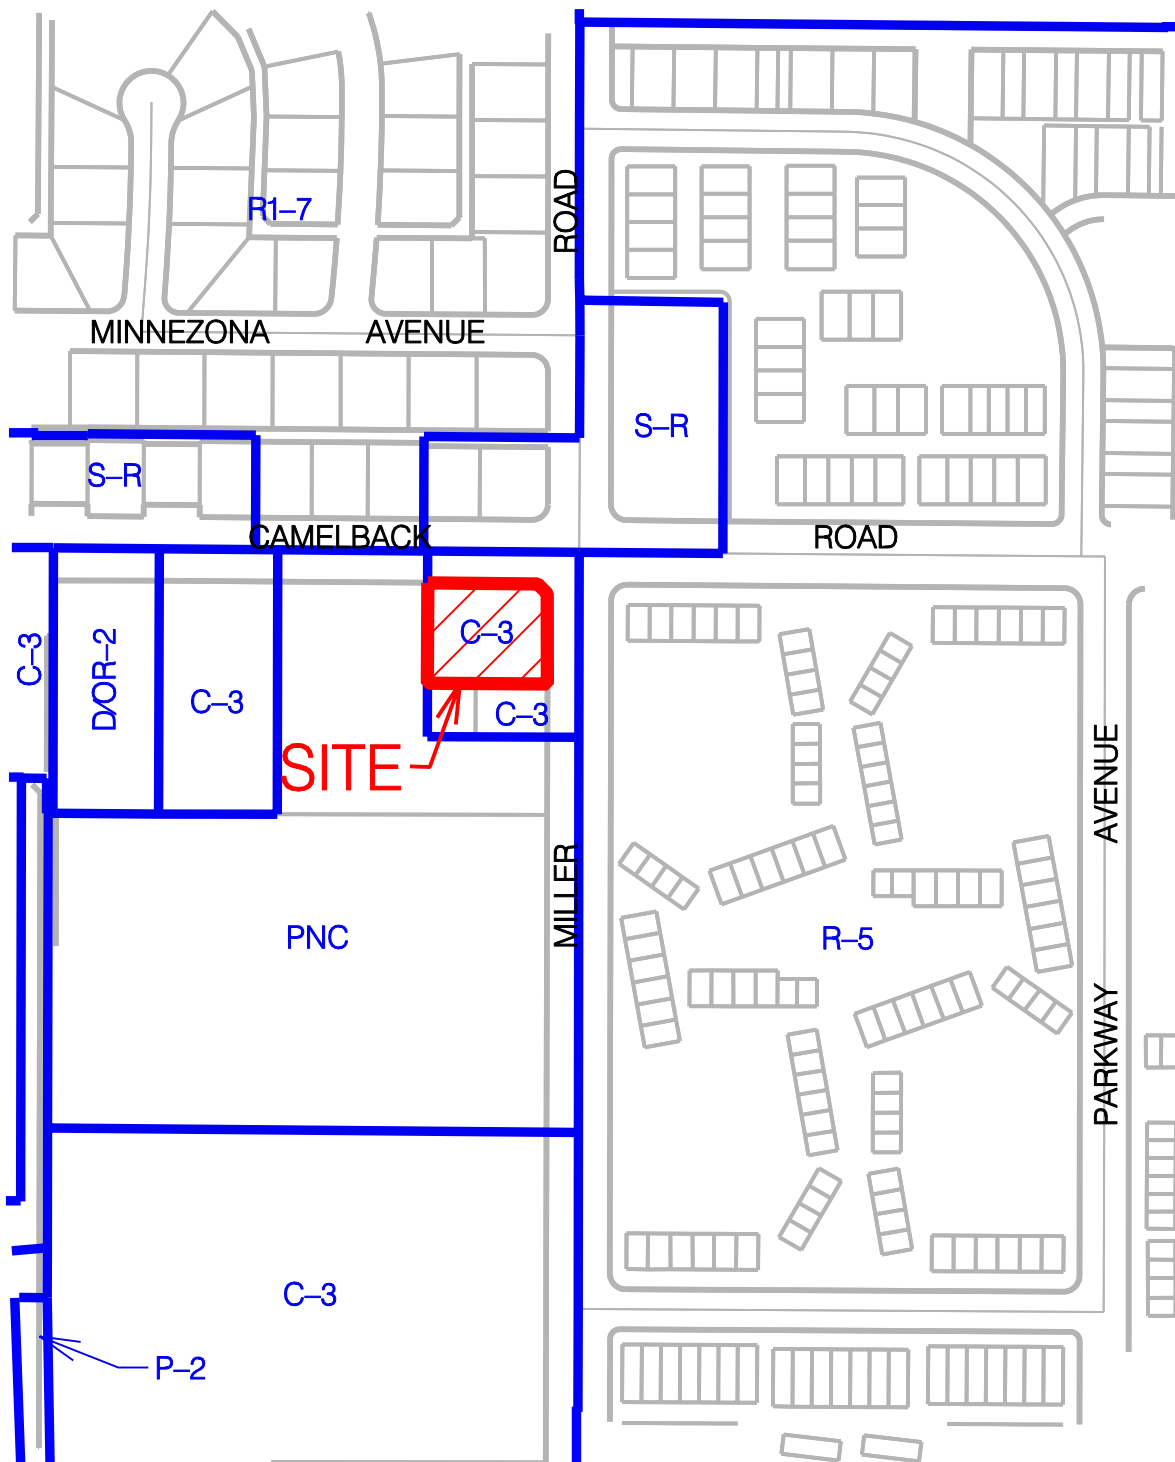 ROAD
R1–7
MINNEZONA AVENUE
S–R
S–R
CAMELBACK ROAD
C–3
D/OR–2
C–3
C–3
C–3
SITE
AVENUE
MILLER
PNC
R–5
PARKWAY
C–3
P–2